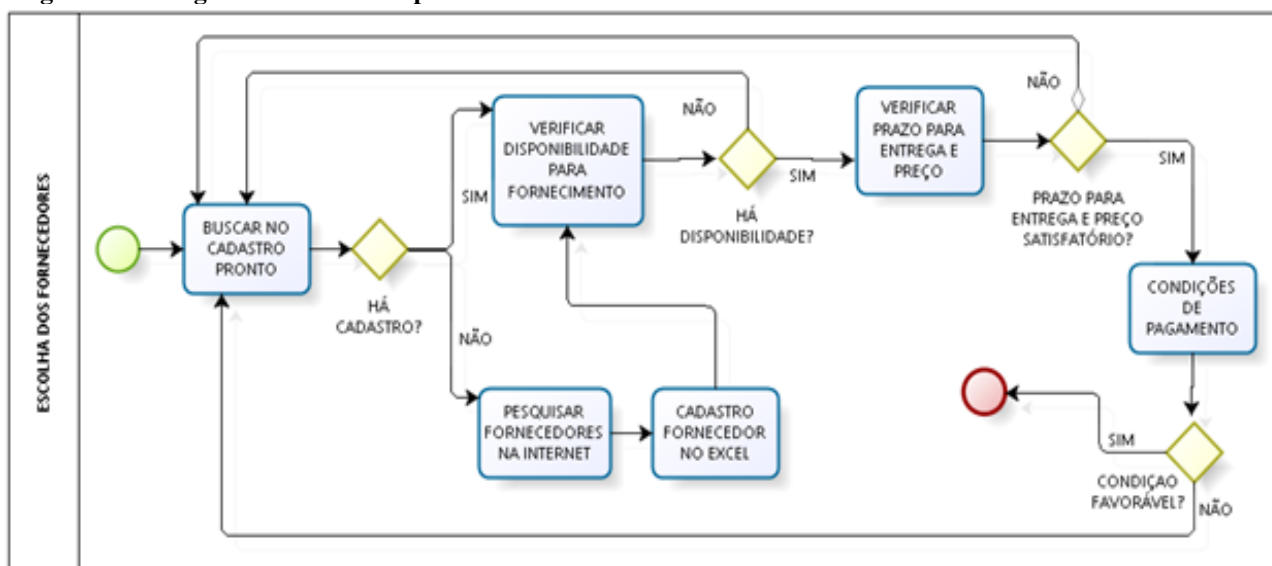 ESCOLHA DOS FORNECEDORES
BUSCAR NO
CADASTRO
PRONTO
HÁ
CADASTRO?
SIM
NÃO
VERIFICAR
DISPONIBILIDADE
PARA
FORNECIMENTO
PESQUISAR
FORNECEDORES
NA INTERNET
CADASTRO
FORNECEDOR
NO EXCEL
NÃO
HÁ
DISPONIBILIDADE?
SIM
VERIFICAR
PRAZO PARA
ENTREGA E
PREÇO
NÃO
PRAZO PARA
ENTREGA E PREÇO
SATISFATÓRIO?
SIM
CONDIÇÕES
DE
PAGAMENTO
CONDIÇAO
FAVORÁVEL?
SIM
NÃO